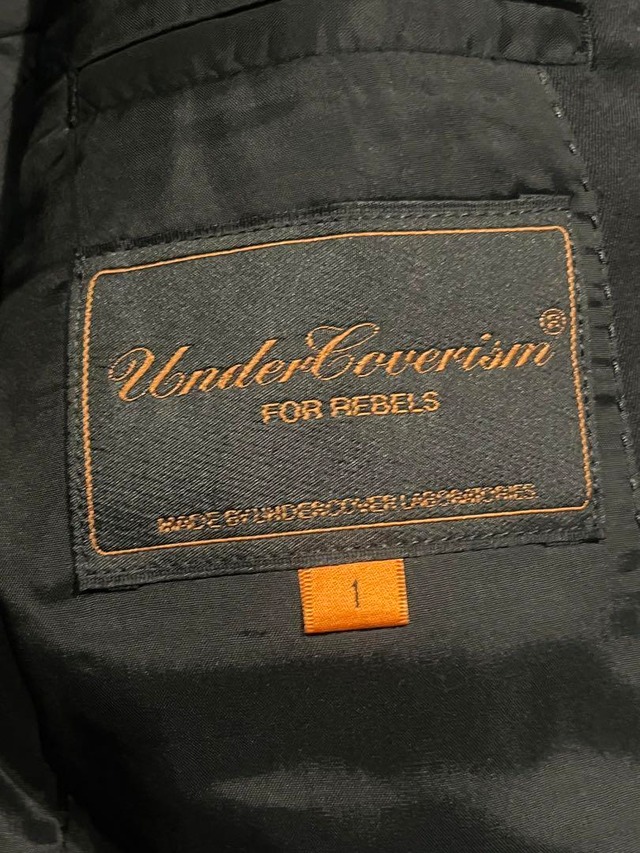 UnderCoverism®
FOR REBELS
MADE BY UNDERCOVER LABORATORIES
1